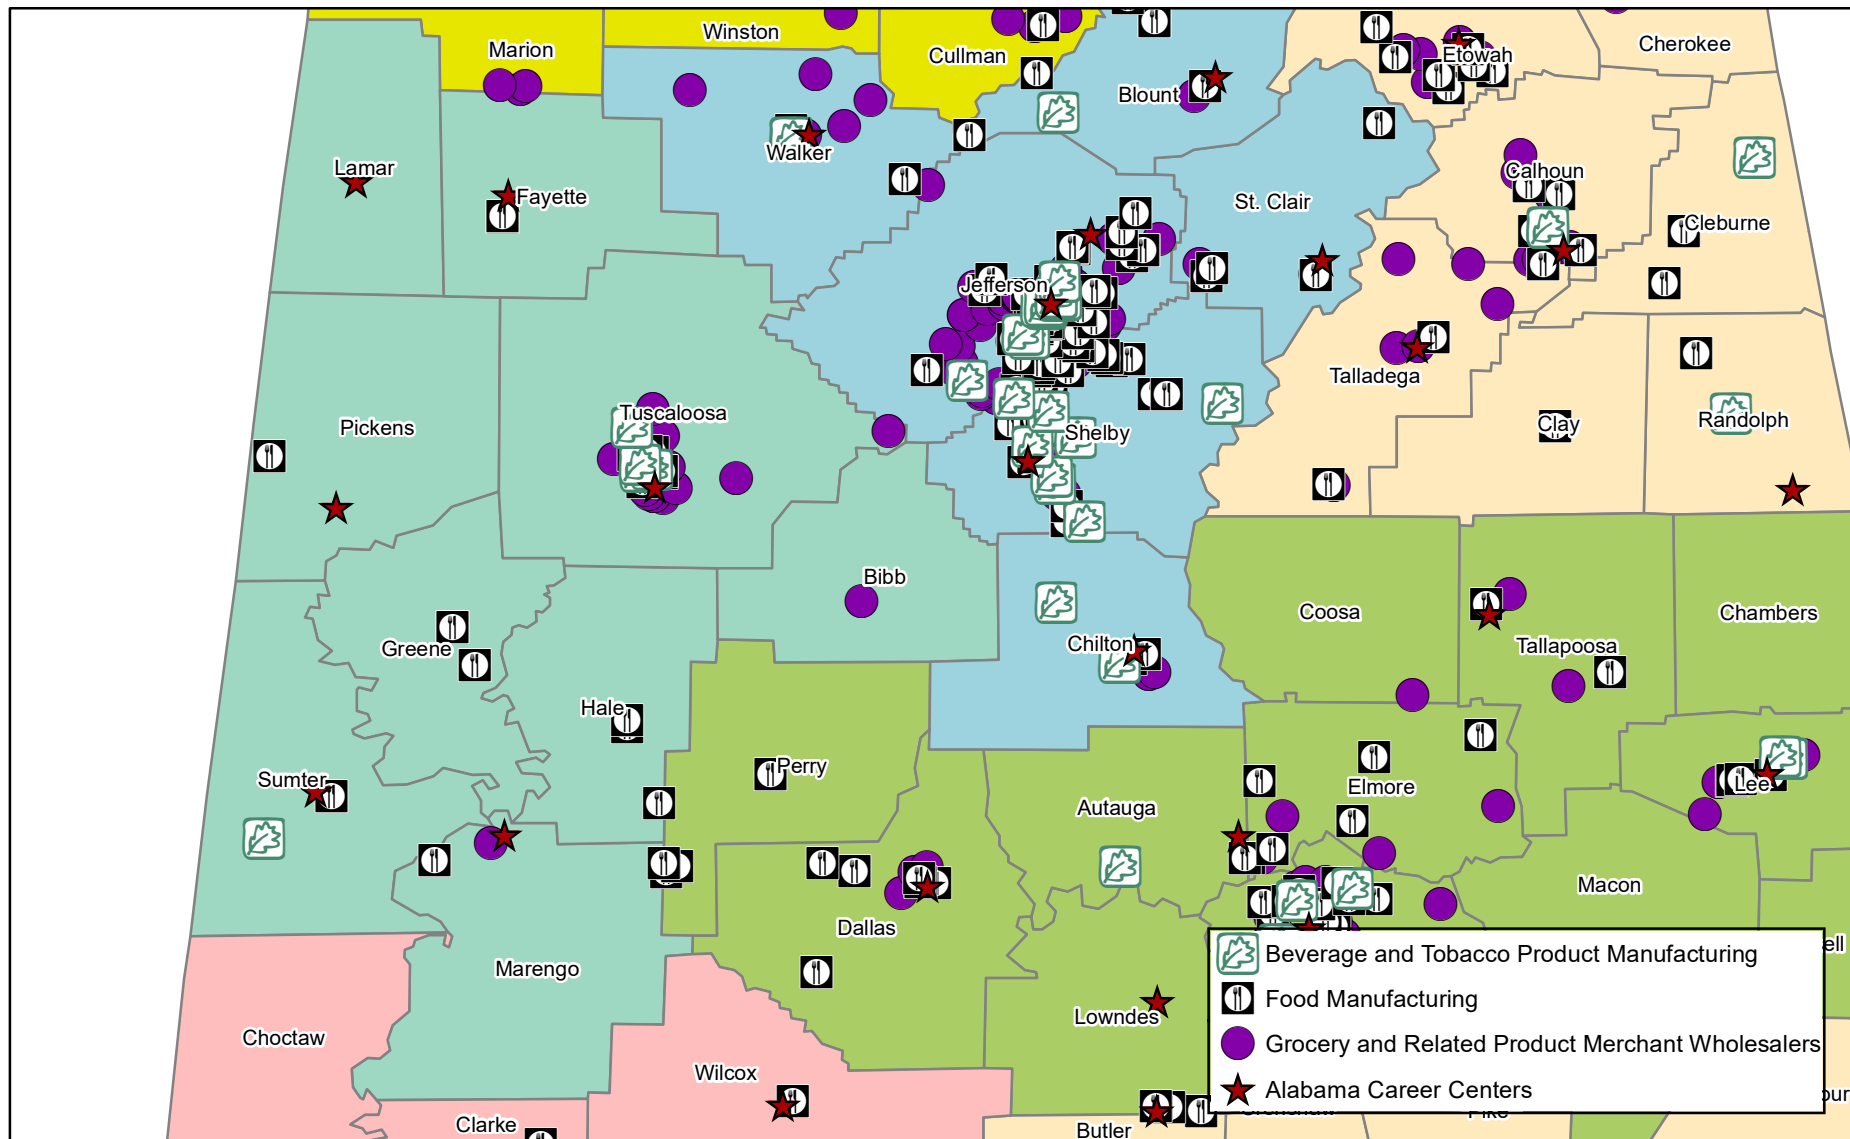 Winston
Marion
Cullman
Etowah
Cherokee
Blount
Walker
Lamar
Fayette
St. Clair
Calhoun
Cleburne
Jefferson
Talladega
Tuscaloosa
Pickens
Shelby
Clay
Randolph
Bibb
Coosa
Chambers
Tallapoosa
Chilton
Greene
Hale
Sumter
Perry
Elmore
Lee
Autauga
Macon
Dallas
Marengo
ell
Beverage and Tobacco Product Manufacturing
Food Manufacturing
Grocery and Related Product Merchant Wholesalers
Alabama Career Centers
Lowndes
Choctaw
Wilcox
Clarke
Butler